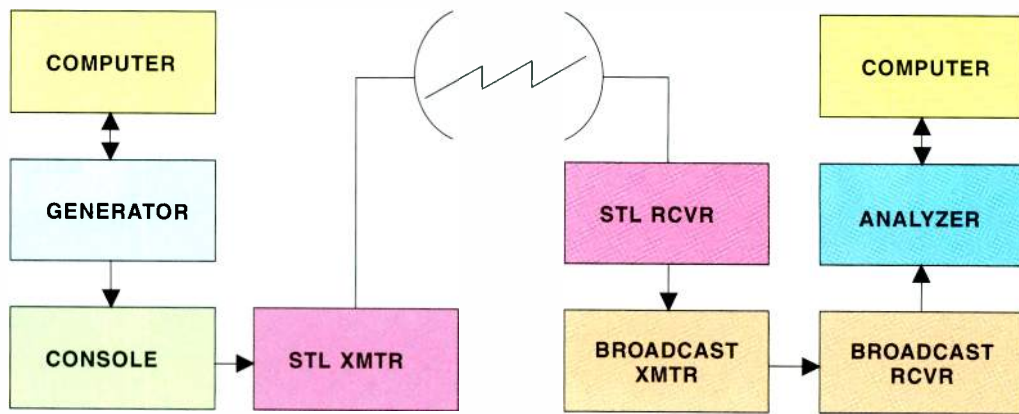 COMPUTER
GENERATOR
CONSOLE
STL XMTR
STL RCVR
BROADCAST
XMTR
BROADCAST
RCVR
ANALYZER
COMPUTER